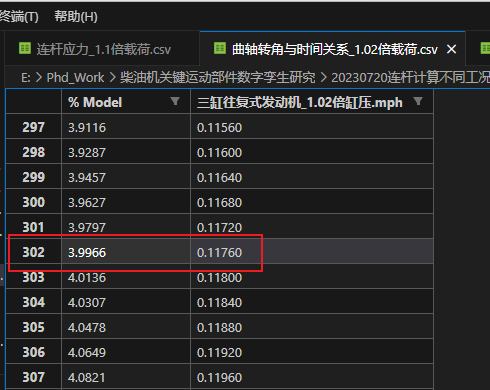 终端(T) 帮助(H)
连杆应力_1.1倍载荷.csv 曲轴转角与时间关系_1.02倍载荷.csv
E: > Phd_Work > 柴油机关键运动部件数字孪生研究 > 20230720连杆计算不同工况
% Model 三缸往复式发动机_1.02倍缸压.mph
297 3.9116 0.11560
298 3.9287 0.11600
299 3.9457 0.11640
300 3.9627 0.11680
301 3.9797 0.11720
302 3.9966 0.11760
303 4.0136 0.11800
304 4.0307 0.11840
305 4.0478 0.11880
306 4.0649 0.11920
307 4.0821 0.11960